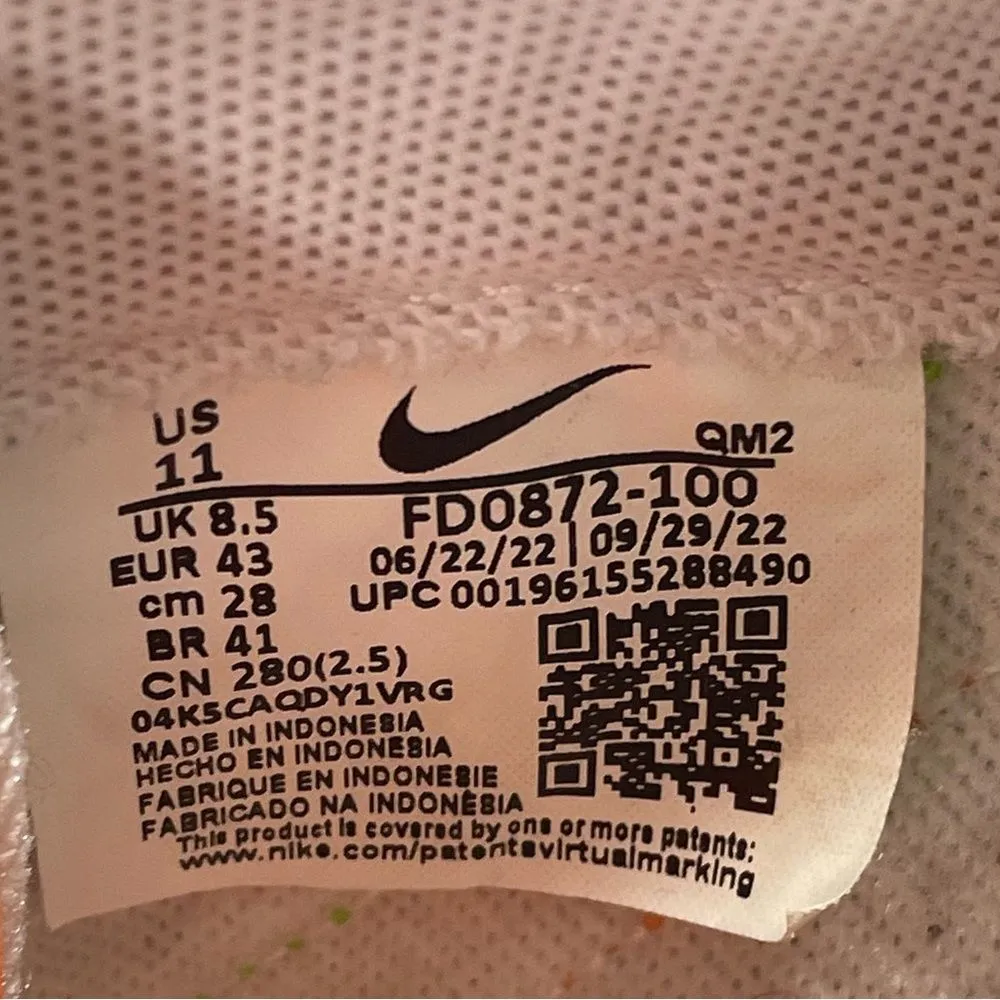 US
11
QM2
UK 8.5
FD0872-100
EUR 43
06/22/22 | 09/29/22
cm 28
UPC 00196155288490
BR 41
CN 280(2.5)
04K5CAQDY1VRG
MADE IN INDONESIA
HECHO EN INDONESIA
FABRIQUE EN INDONESIE
FABRICADO NA INDONÉSIA
This product is covered by one or more patents:
www.nike.com/patentsvirtualmarking